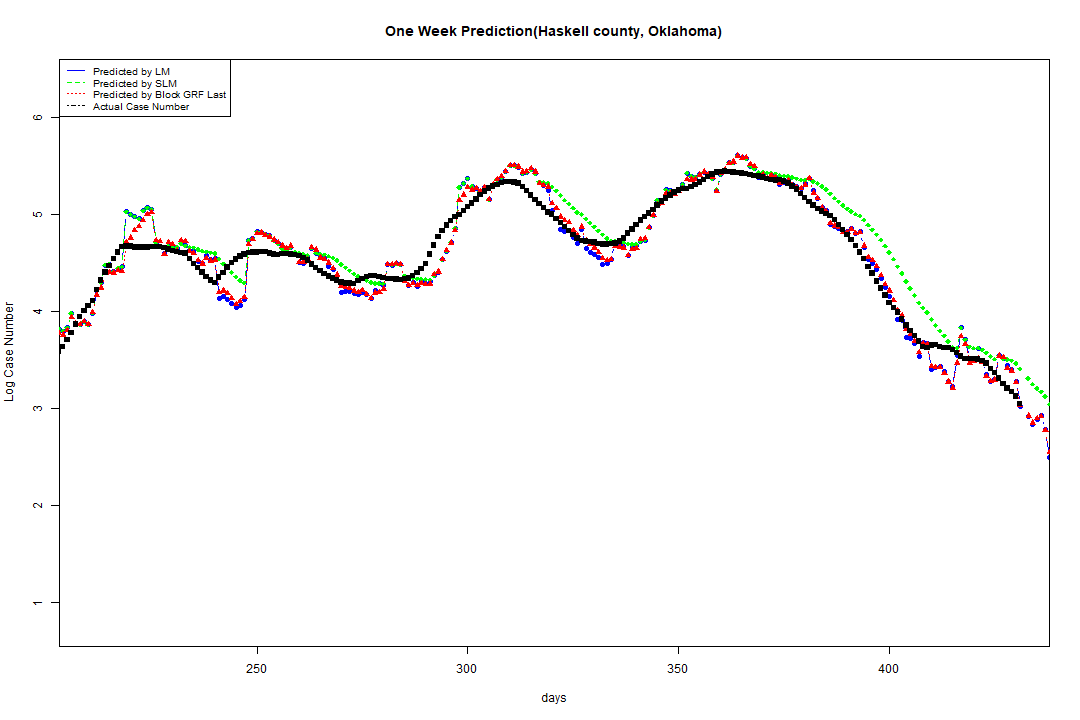 One Week Prediction(Haskell county, Oklahoma)
Predicted by LM
Predicted by SLM
Predicted by Block GRF Last
Actual Case Number
6
5
4
3
2
1
Log Case Number
250 300 350 400
days